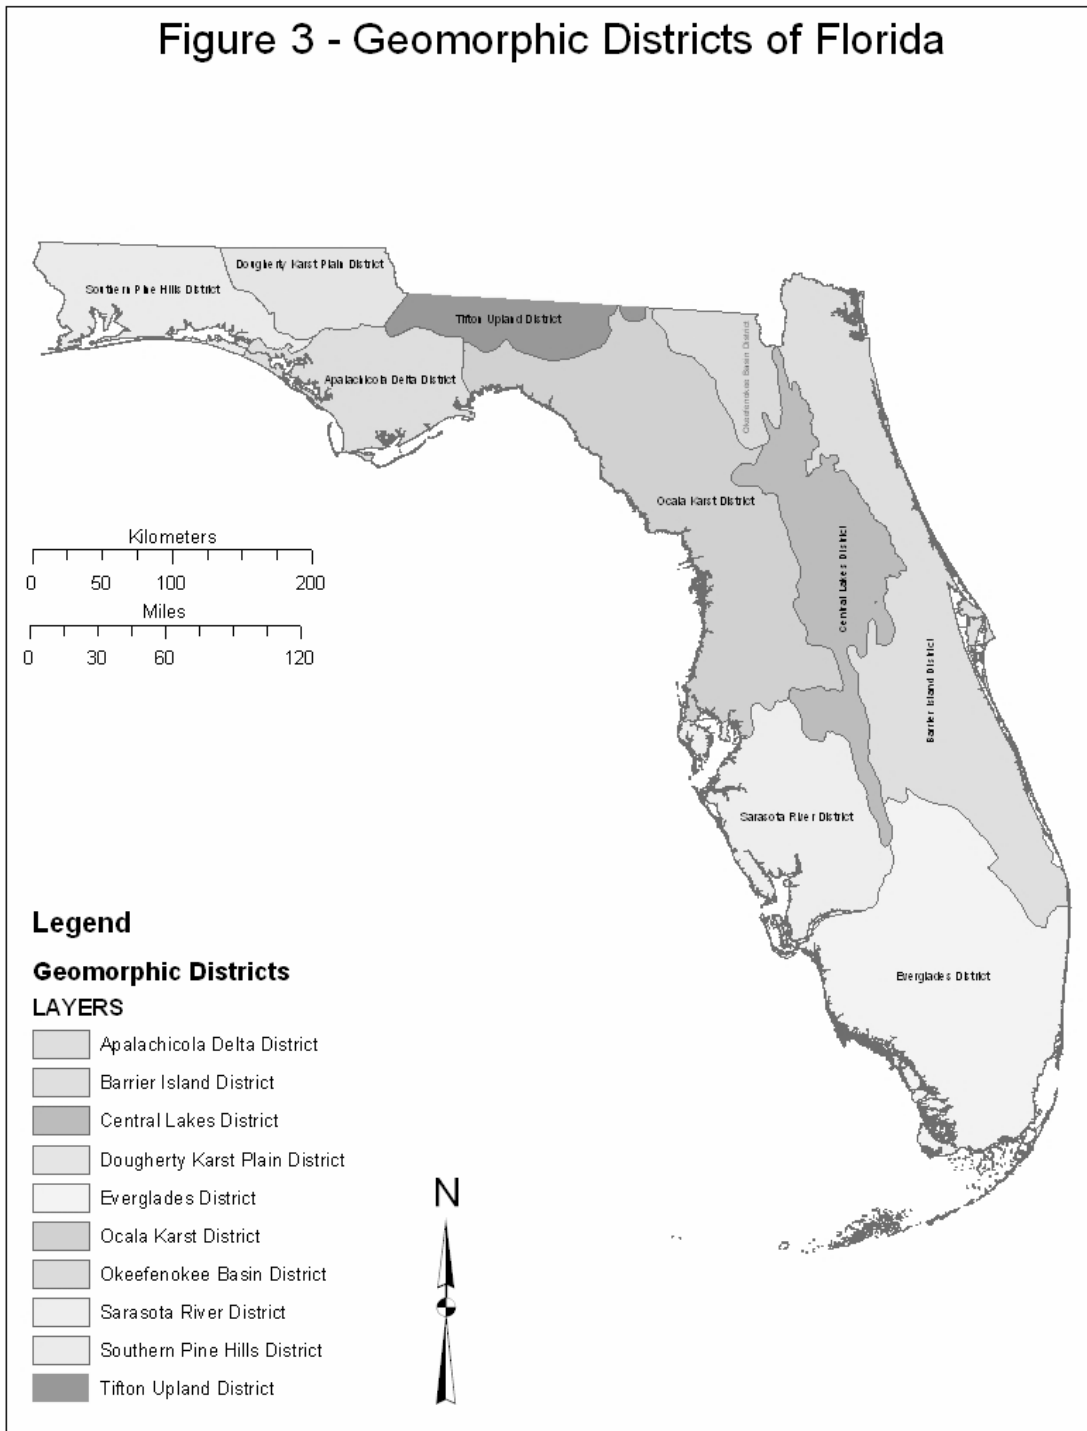 Figure 3 - Geomorphic Districts of Florida
Dougherty Karst Plain District
Southern Pine Hills District
Tifton Upland District
Okeefenokee Basin District
Apalachicola Delta District
Ocala Karst District
Central Lakes District
Barrier Island District
Sarasota River District
Everglades District
Kilometers
0 50 100 200
Miles
0 30 60 120
Legend
Geomorphic Districts
LAYERS
Apalachicola Delta District
Barrier Island District
Central Lakes District
Dougherty Karst Plain District
Everglades District
Ocala Karst District
Okeefenokee Basin District
Sarasota River District
Southern Pine Hills District
Tifton Upland District
N